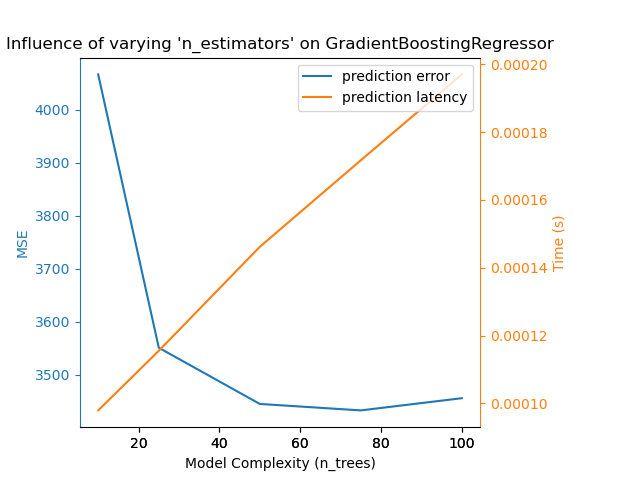 Influence of varying 'n_estimators' on GradientBoostingRegressor
prediction error
prediction latency
MSE
4000
3900
3800
3700
3600
3500
0.00020
0.00018
0.00016
0.00014
0.00012
0.00010
Time (s)
20 40 60 80 100
Model Complexity (n_trees)